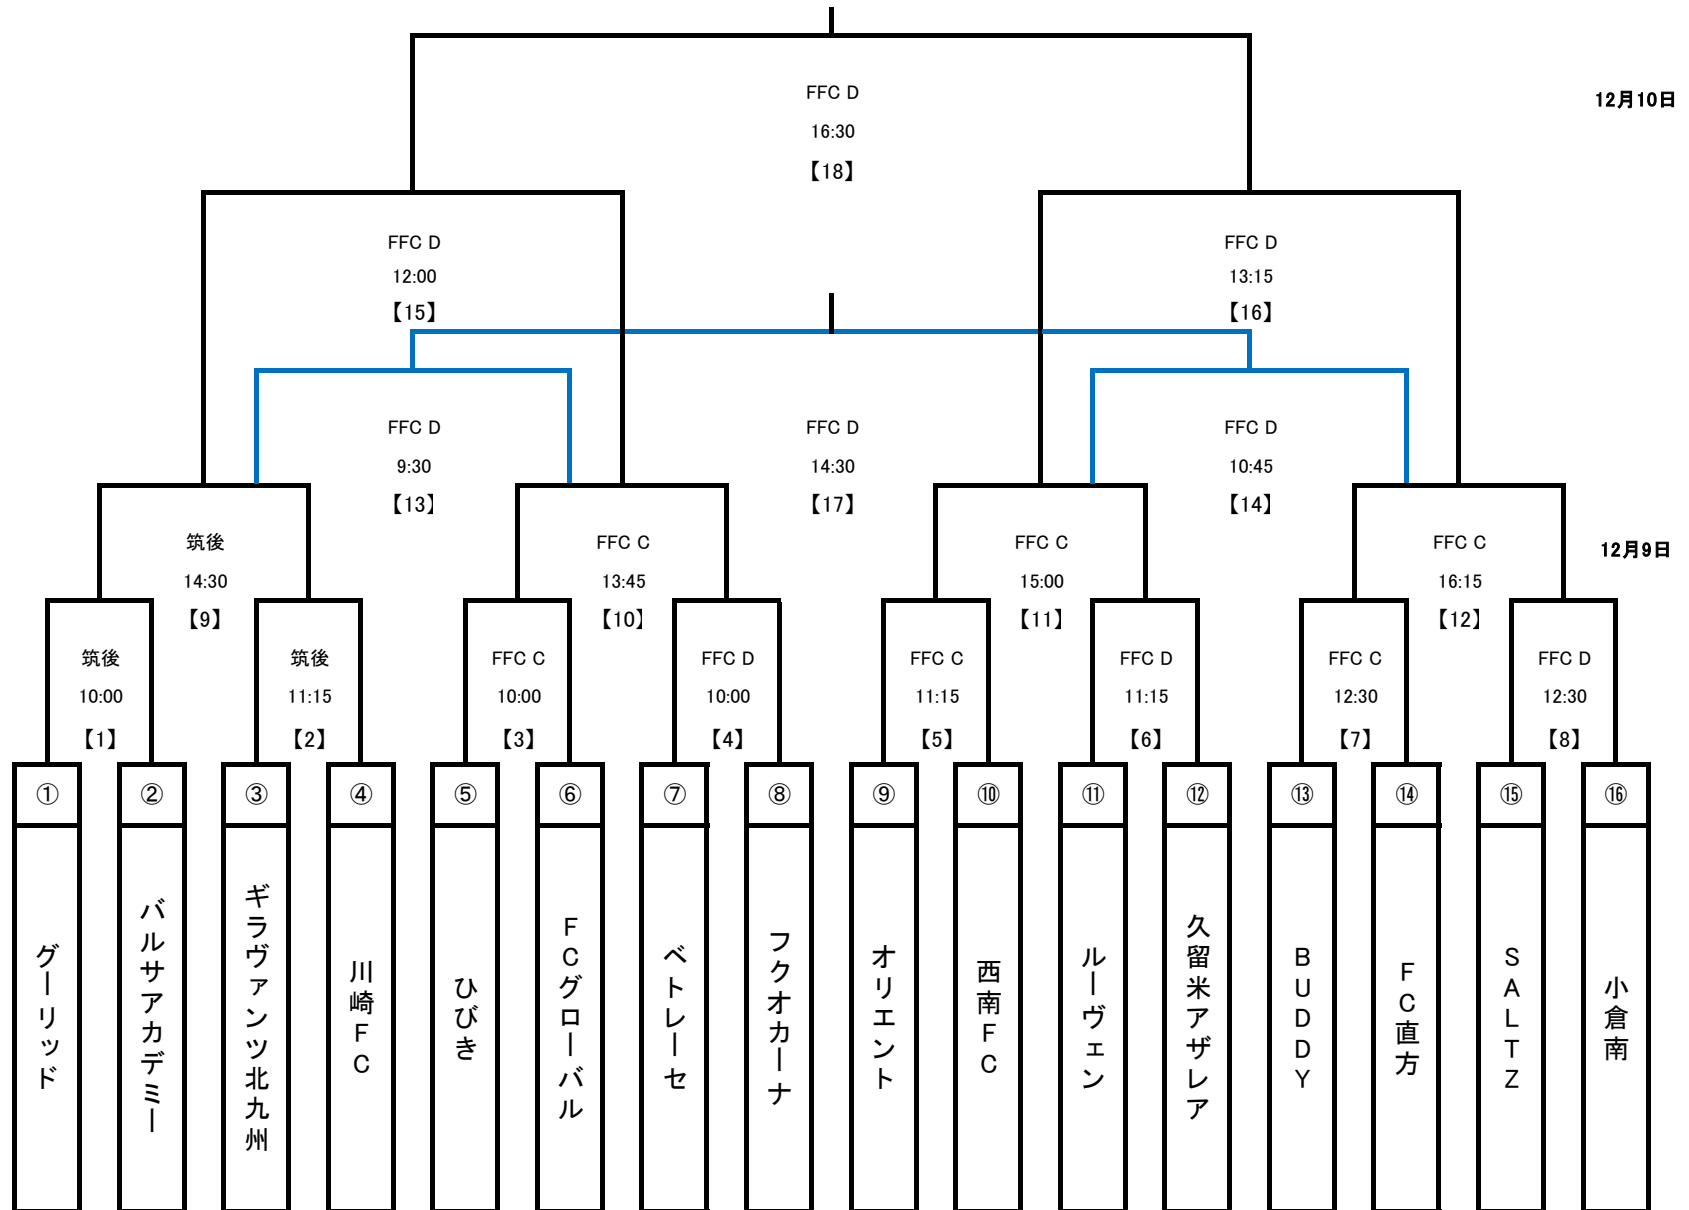 FFC D
12月10日
16:30
【18】
FFC D
FFC D
12:00
13:15
【15】
【16】
FFC D
FFC D
FFC D
9:30
14:30
10:45
【13】
【17】
【14】
筑後
FFC C
FFC C
FFC C
12月9日
14:30
13:45
15:00
16:15
【9】
【10】
【11】
【12】
筑後
筑後
FFC C
FFC D
FFC C
FFC D
FFC C
FFC D
10:00
11:15
10:00
10:00
11:15
11:15
12:30
12:30
【1】
【2】
【3】
【4】
【5】
【6】
【7】
【8】
①
②
③
④
⑤
⑥
⑦
⑧
⑨
⑩
⑪
⑫
⑬
⑭
⑮
⑯
グーリッド
バルサアカデミー
ギラヴァンツ北九州
川崎FC
ひびき
FCグローバル
ベトレーセ
フクオカーナ
オリエント
西南FC
ルーヴェン
久留米アザレア
BUDDY
FC直方
SALTZ
小倉南